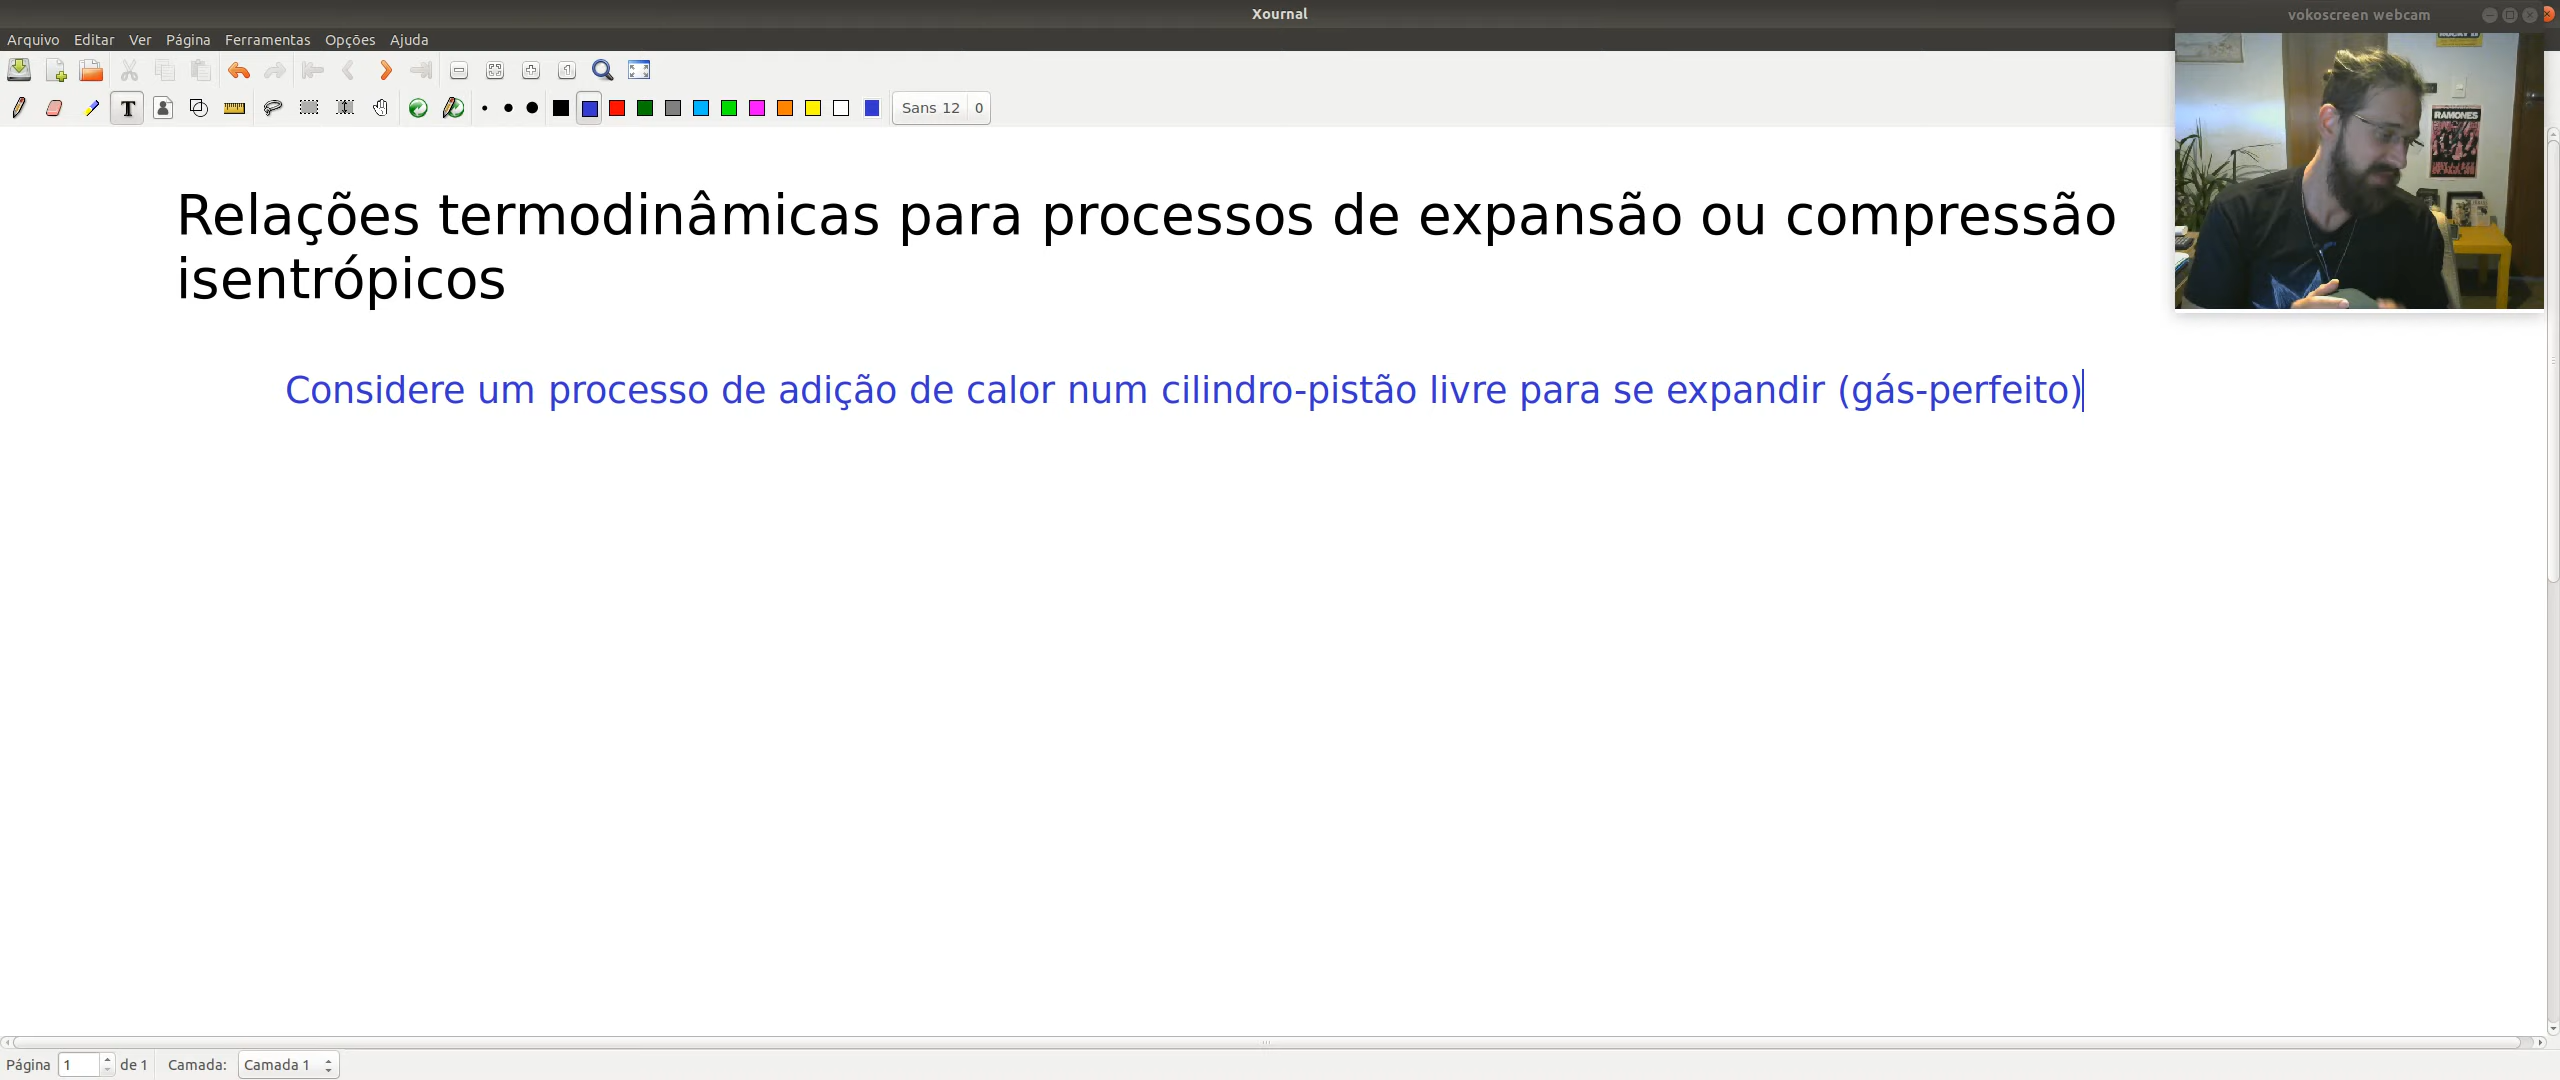 Xournal
vokoscreen webcam
Arquivo Editar Ver Página Ferramentas Opções Ajuda
T
Sans 12 0
RAMONES
Relações termodinâmicas para processos de expansão ou compressão
isentrópicos
Considere um processo de adição de calor num cilindro-pistão livre para se expandir (gás-perfeito)
Página 1 de 1 Camada: Camada 1